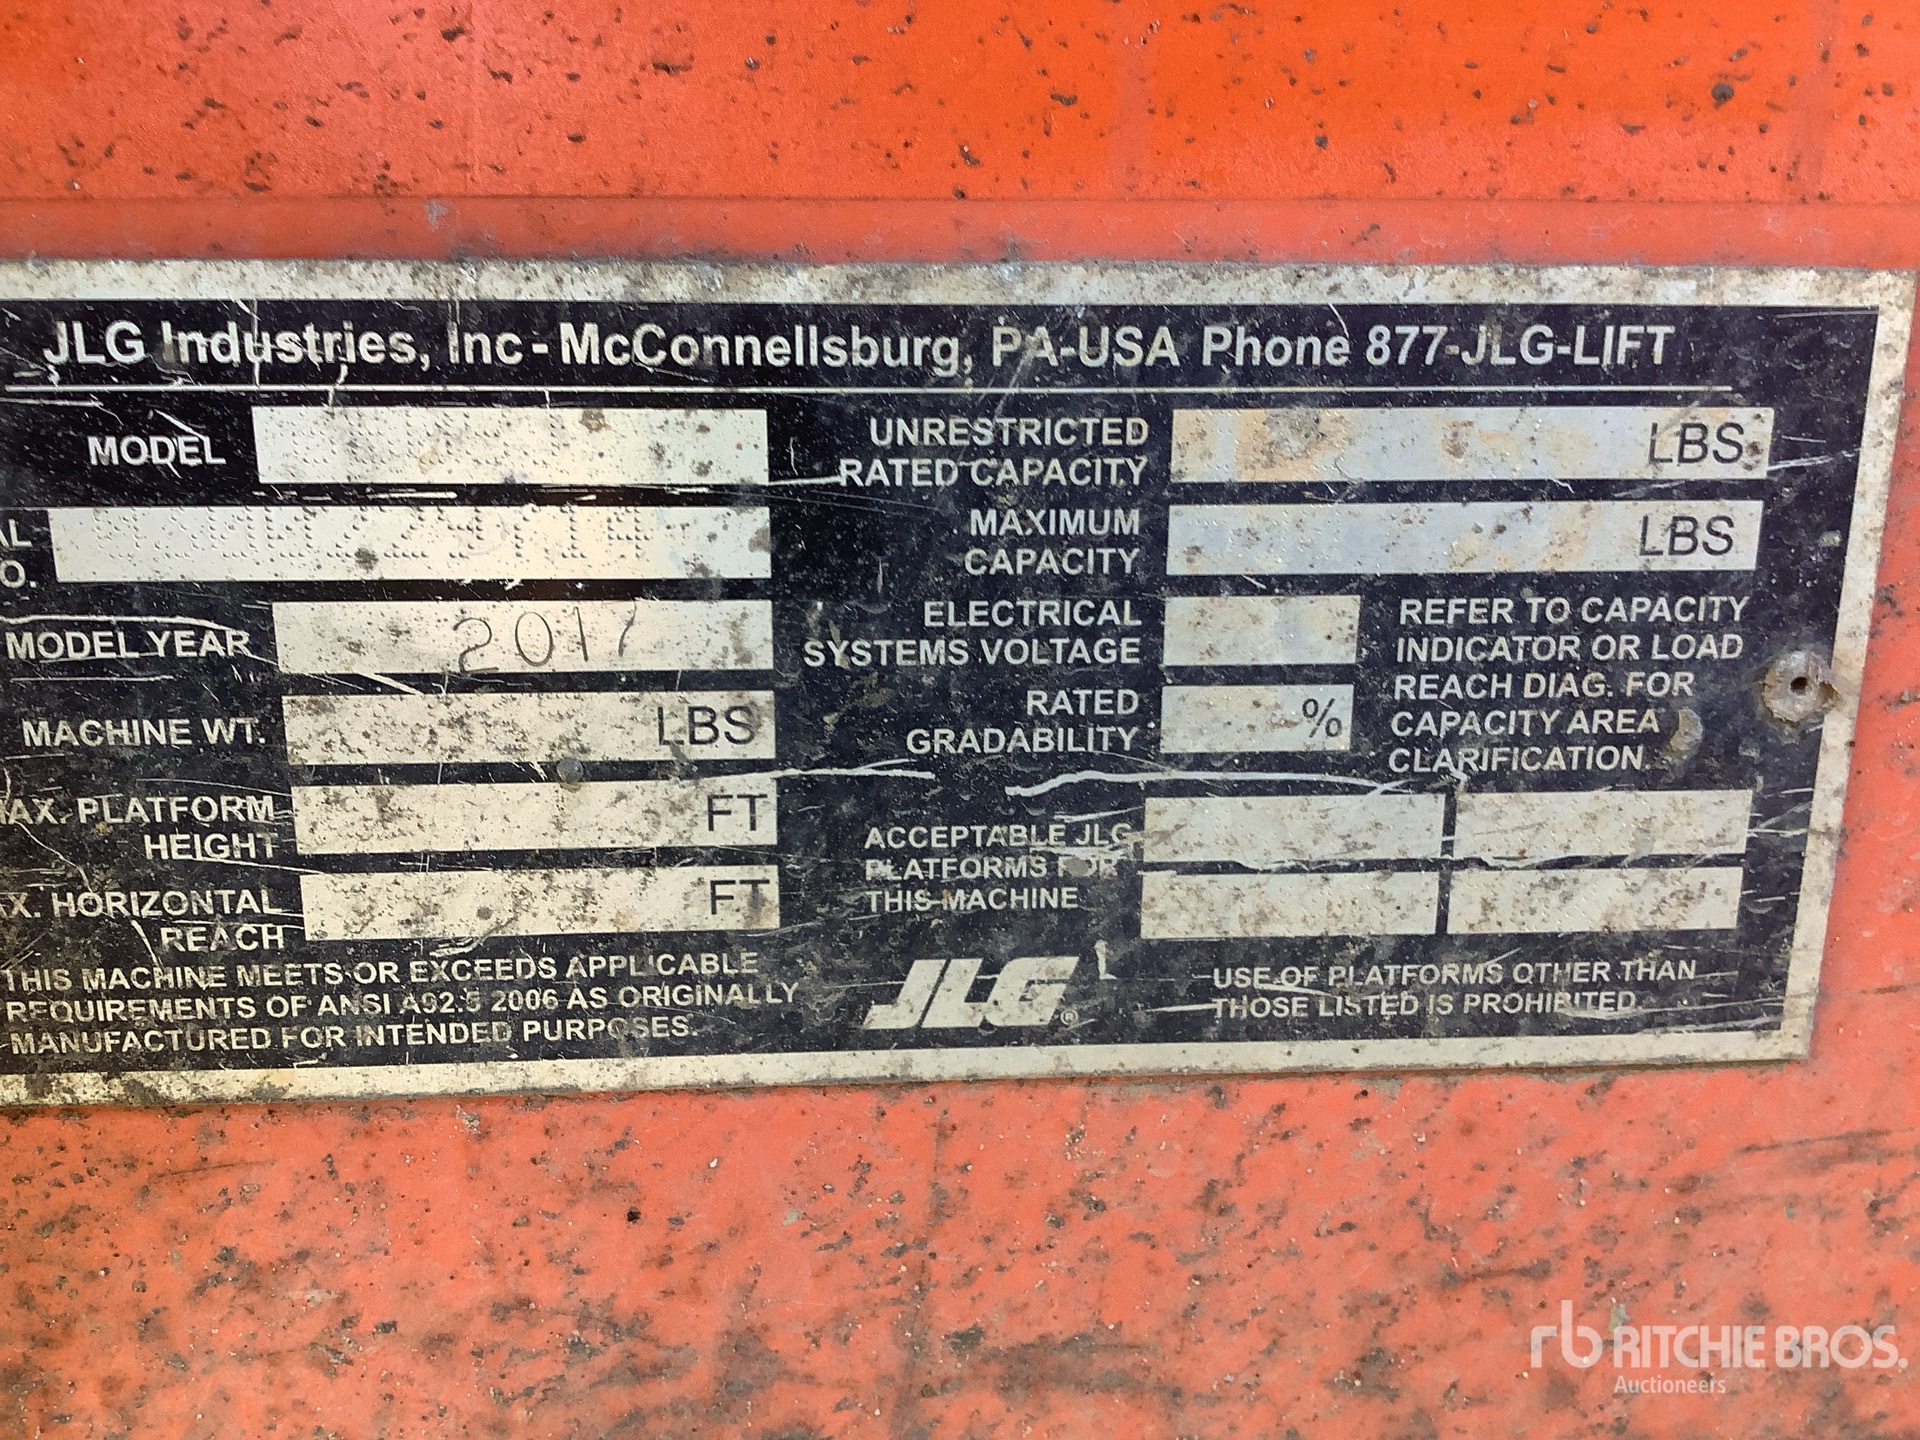 JLG Industries, Inc - McConnellsburg, PA-USA Phone 877-JLG-LIFT
MODEL
AL
O.
MODEL YEAR 2017
MACHINE WT. LBS
AX. PLATFORM
HEIGHT FT
X. HORIZONTAL
REACH FT
THIS MACHINE MEETS OR EXCEEDS APPLICABLE
REQUIREMENTS OF ANSI A92.5 2006 AS ORIGINALLY
MANUFACTURED FOR INTENDED PURPOSES.
UNRESTRICTED
RATED CAPACITY LBS
MAXIMUM
CAPACITY LBS
ELECTRICAL
SYSTEMS VOLTAGE
RATED
GRADABILITY %
REFER TO CAPACITY
INDICATOR OR LOAD
REACH DIAG. FOR
CAPACITY AREA
CLARIFICATION.
ACCEPTABLE JLG
PLATFORMS FOR
THIS MACHINE
JLG®
USE OF PLATFORMS OTHER THAN
THOSE LISTED IS PROHIBITED.
rb RITCHIE BROS.
Auctioneers